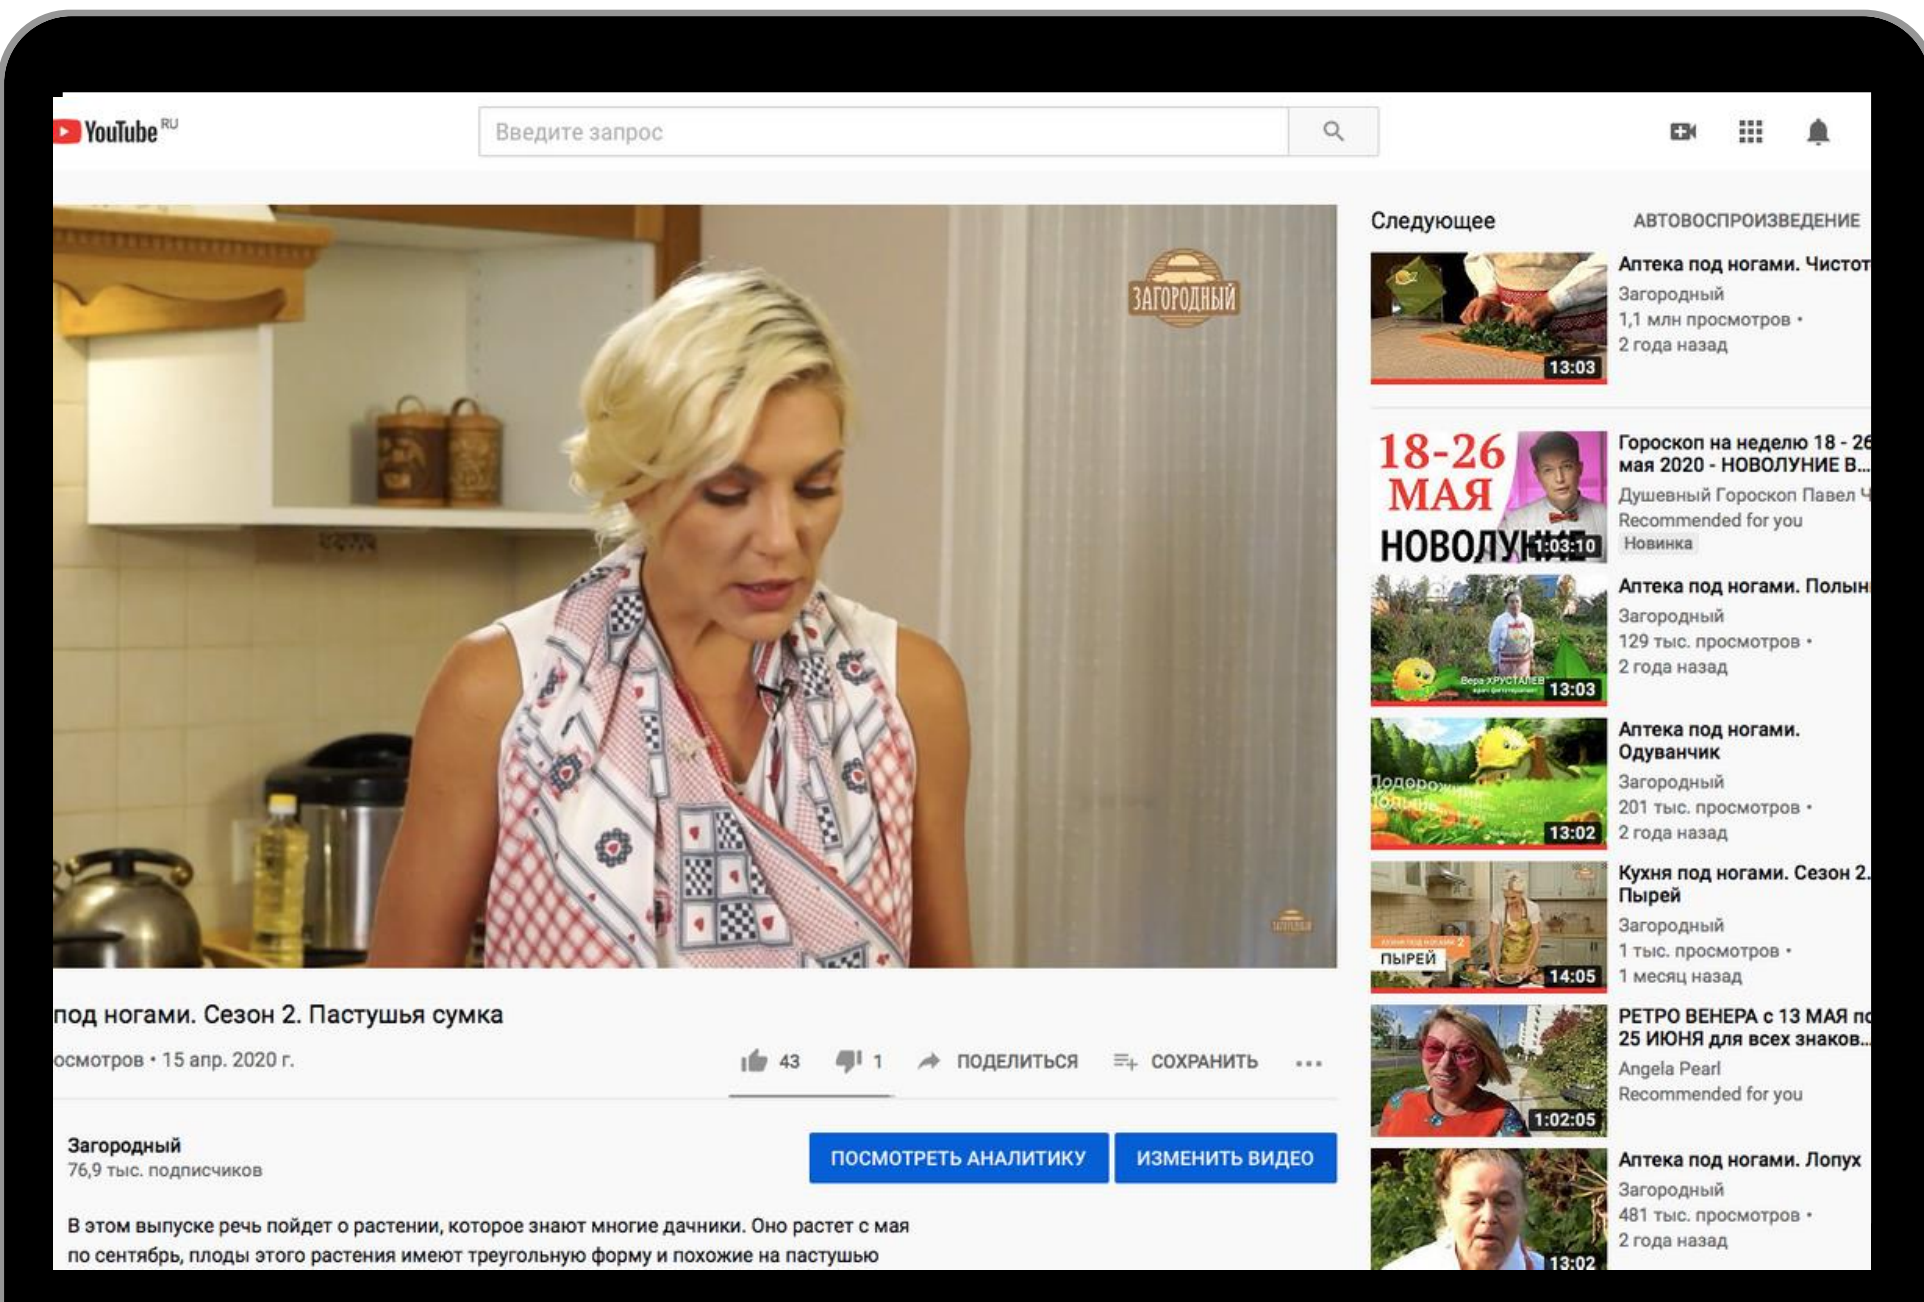 YouTube RU
Введите запрос
ЗАГОРОДНЫЙ
под ногами. Сезон 2. Пастушья сумка
осмотров • 15 апр. 2020 г.
43
1
ПОДЕЛИТЬСЯ
СОХРАНИТЬ
Загородный
76,9 тыс. подписчиков
ПОСМОТРЕТЬ АНАЛИТИКУ
ИЗМЕНИТЬ ВИДЕО
В этом выпуске речь пойдет о растении, которое знают многие дачники. Оно растет с мая
по сентябрь, плоды этого растения имеют треугольную форму и похожие на пастушью
Следующее
АВТОВОСПРОИЗВЕДЕНИЕ
13:03
Аптека под ногами. Чистот
Загородный
1,1 млн просмотров •
2 года назад
18-26
МАЯ
НОВОЛУНИЕ
1:03:10
Гороскоп на неделю 18 - 26
мая 2020 - НОВОЛУНИЕ В...
Душевный Гороскоп Павел Ч
Recommended for you
Новинка
Вера ХРУСТАЛЕВ
13:03
Аптека под ногами. Полын
Загородный
129 тыс. просмотров •
2 года назад
13:02
Аптека под ногами.
Одуванчик
Загородный
201 тыс. просмотров •
2 года назад
КУХНЯ ПОД НОГАМИ 2
ПЫРЕЙ
14:05
Кухня под ногами. Сезон 2.
Пырей
Загородный
1 тыс. просмотров •
1 месяц назад
1:02:05
РЕТРО ВЕНЕРА с 13 МАЯ по
25 ИЮНЯ для всех знаков...
Angela Pearl
Recommended for you
13:02
Аптека под ногами. Лопух
Загородный
481 тыс. просмотров •
2 года назад